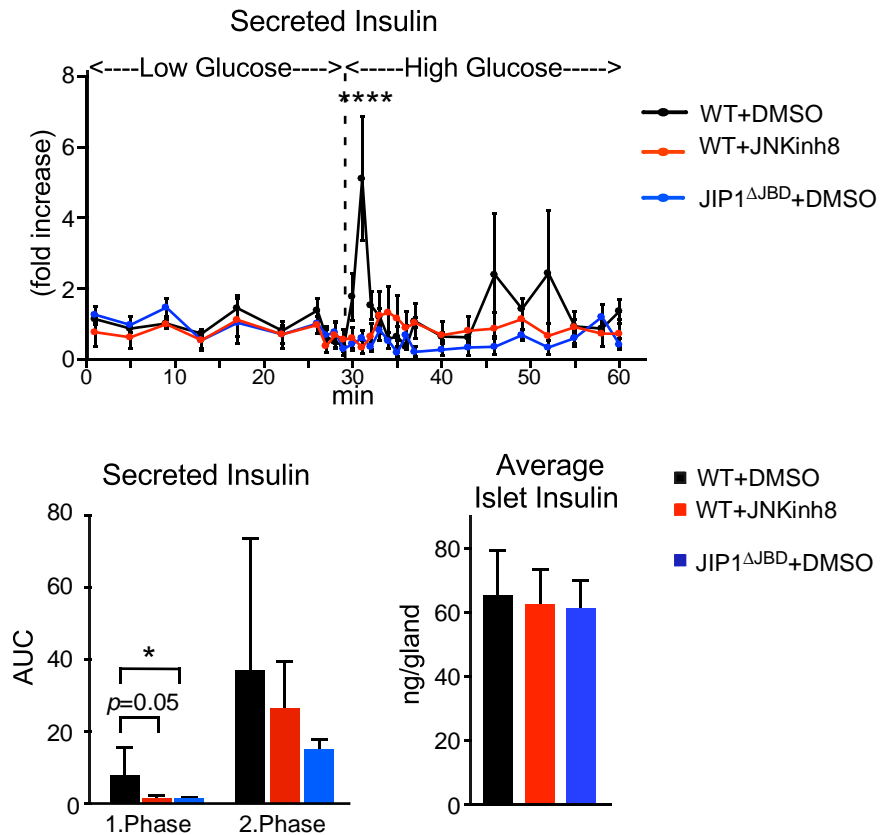 Secreted Insulin
<----Low Glucose----><----High Glucose----->
****
8
6
4
2
0
(fold increase)
0 10 20 30 40 50 60
min
WT+DMSO
WT+JNKinh8
JIP1ΔJBD+DMSO
Secreted Insulin
80
60
40
20
0
AUC
*
p=0.05
1.Phase 2.Phase
Average
Islet Insulin
80
60
40
20
0
ng/gland
WT+DMSO
WT+JNKinh8
JIP1ΔJBD+DMSO